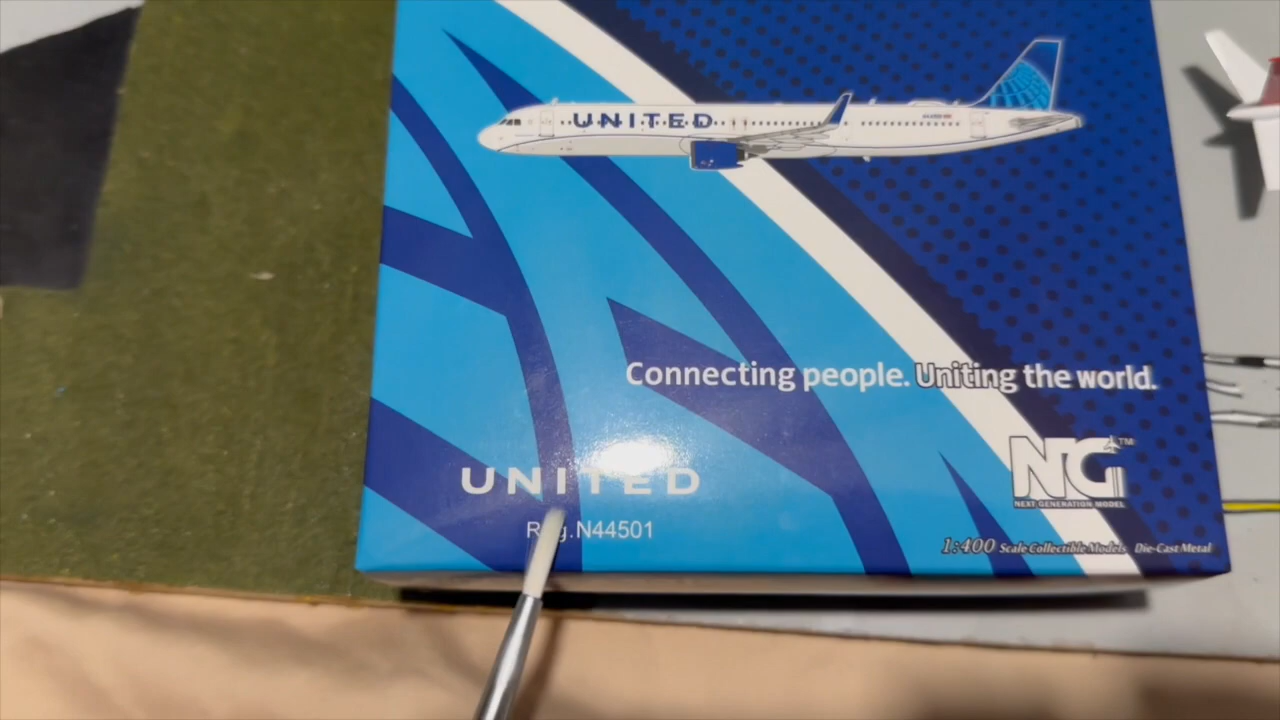 UNITED
Connecting people. Uniting the world.
UNITED
Reg.N44501
NG™
NEXT GENERATION MODEL
1:400 Scale Collectible Models Die-Cast Metal